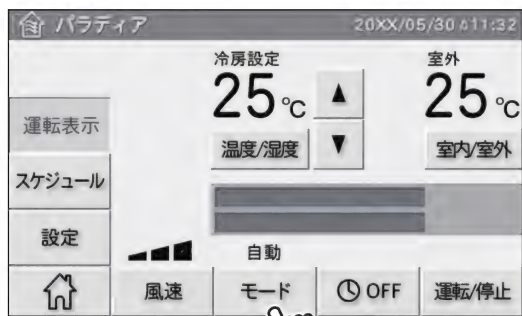 パラディア 20XX/05/30 11:32
冷房設定 室外
25℃ ▲ 25℃
運転表示
温度/湿度 ▼ 室内/室外
スケジュール
設定
自動
風速 モード OFF 運転/停止